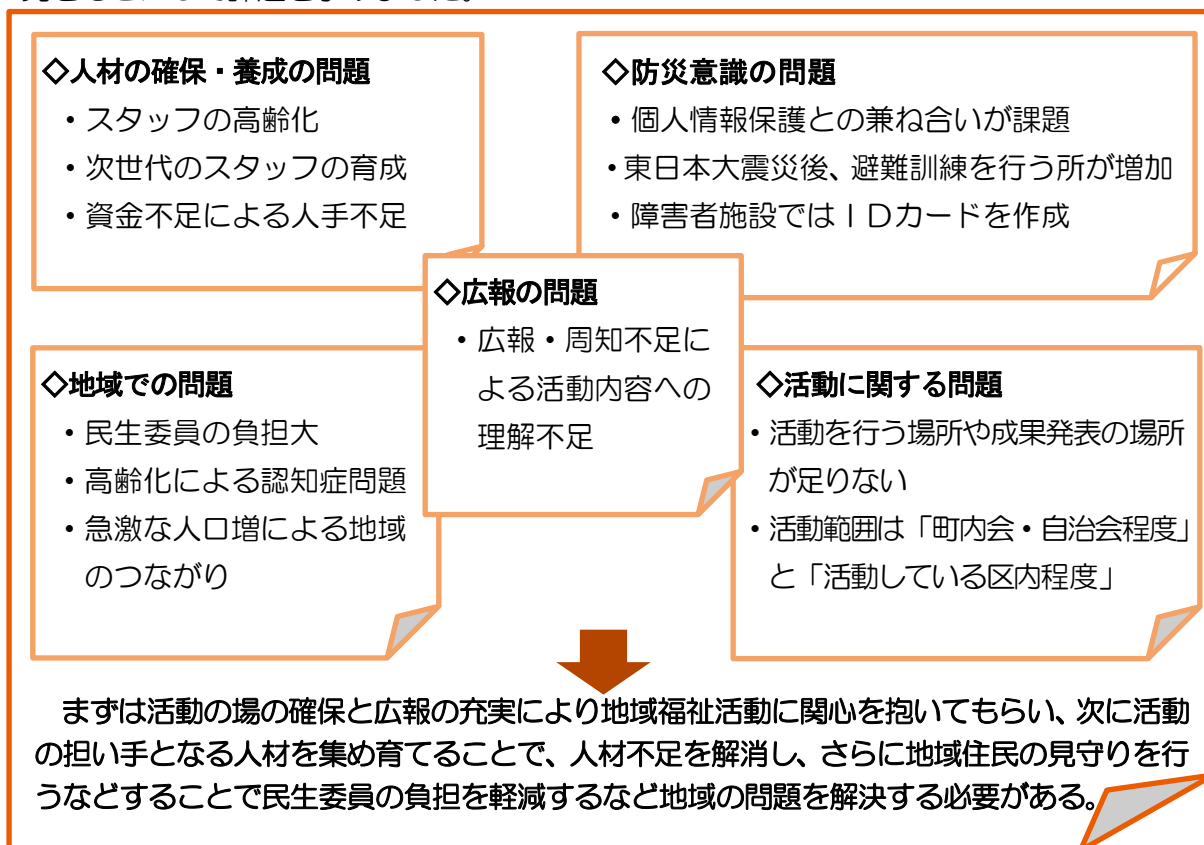 ◇人材の確保・養成の問題
・スタッフの高齢化
・次世代のスタッフの育成
・資金不足による人手不足
◇防災意識の問題
・個人情報保護との兼ね合いが課題
・東日本大震災後、避難訓練を行う所が増加
・障害者施設ではＩＤカードを作成
◇広報の問題
・広報・周知不足に
よる活動内容への
理解不足
◇地域での問題
・民生委員の負担大
・高齢化による認知症問題
・急激な人口増による地域
のつながり
◇活動に関する問題
・活動を行う場所や成果発表の場所
が足りない
・活動範囲は「町内会・自治会程度」
と「活動している区内程度」
まずは活動の場の確保と広報の充実により地域福祉活動に関心を抱いてもらい、次に活動
の担い手となる人材を集め育てることで、人材不足を解消し、さらに地域住民の見守りを行
うなどすることで民生委員の負担を軽減するなど地域の問題を解決する必要がある。